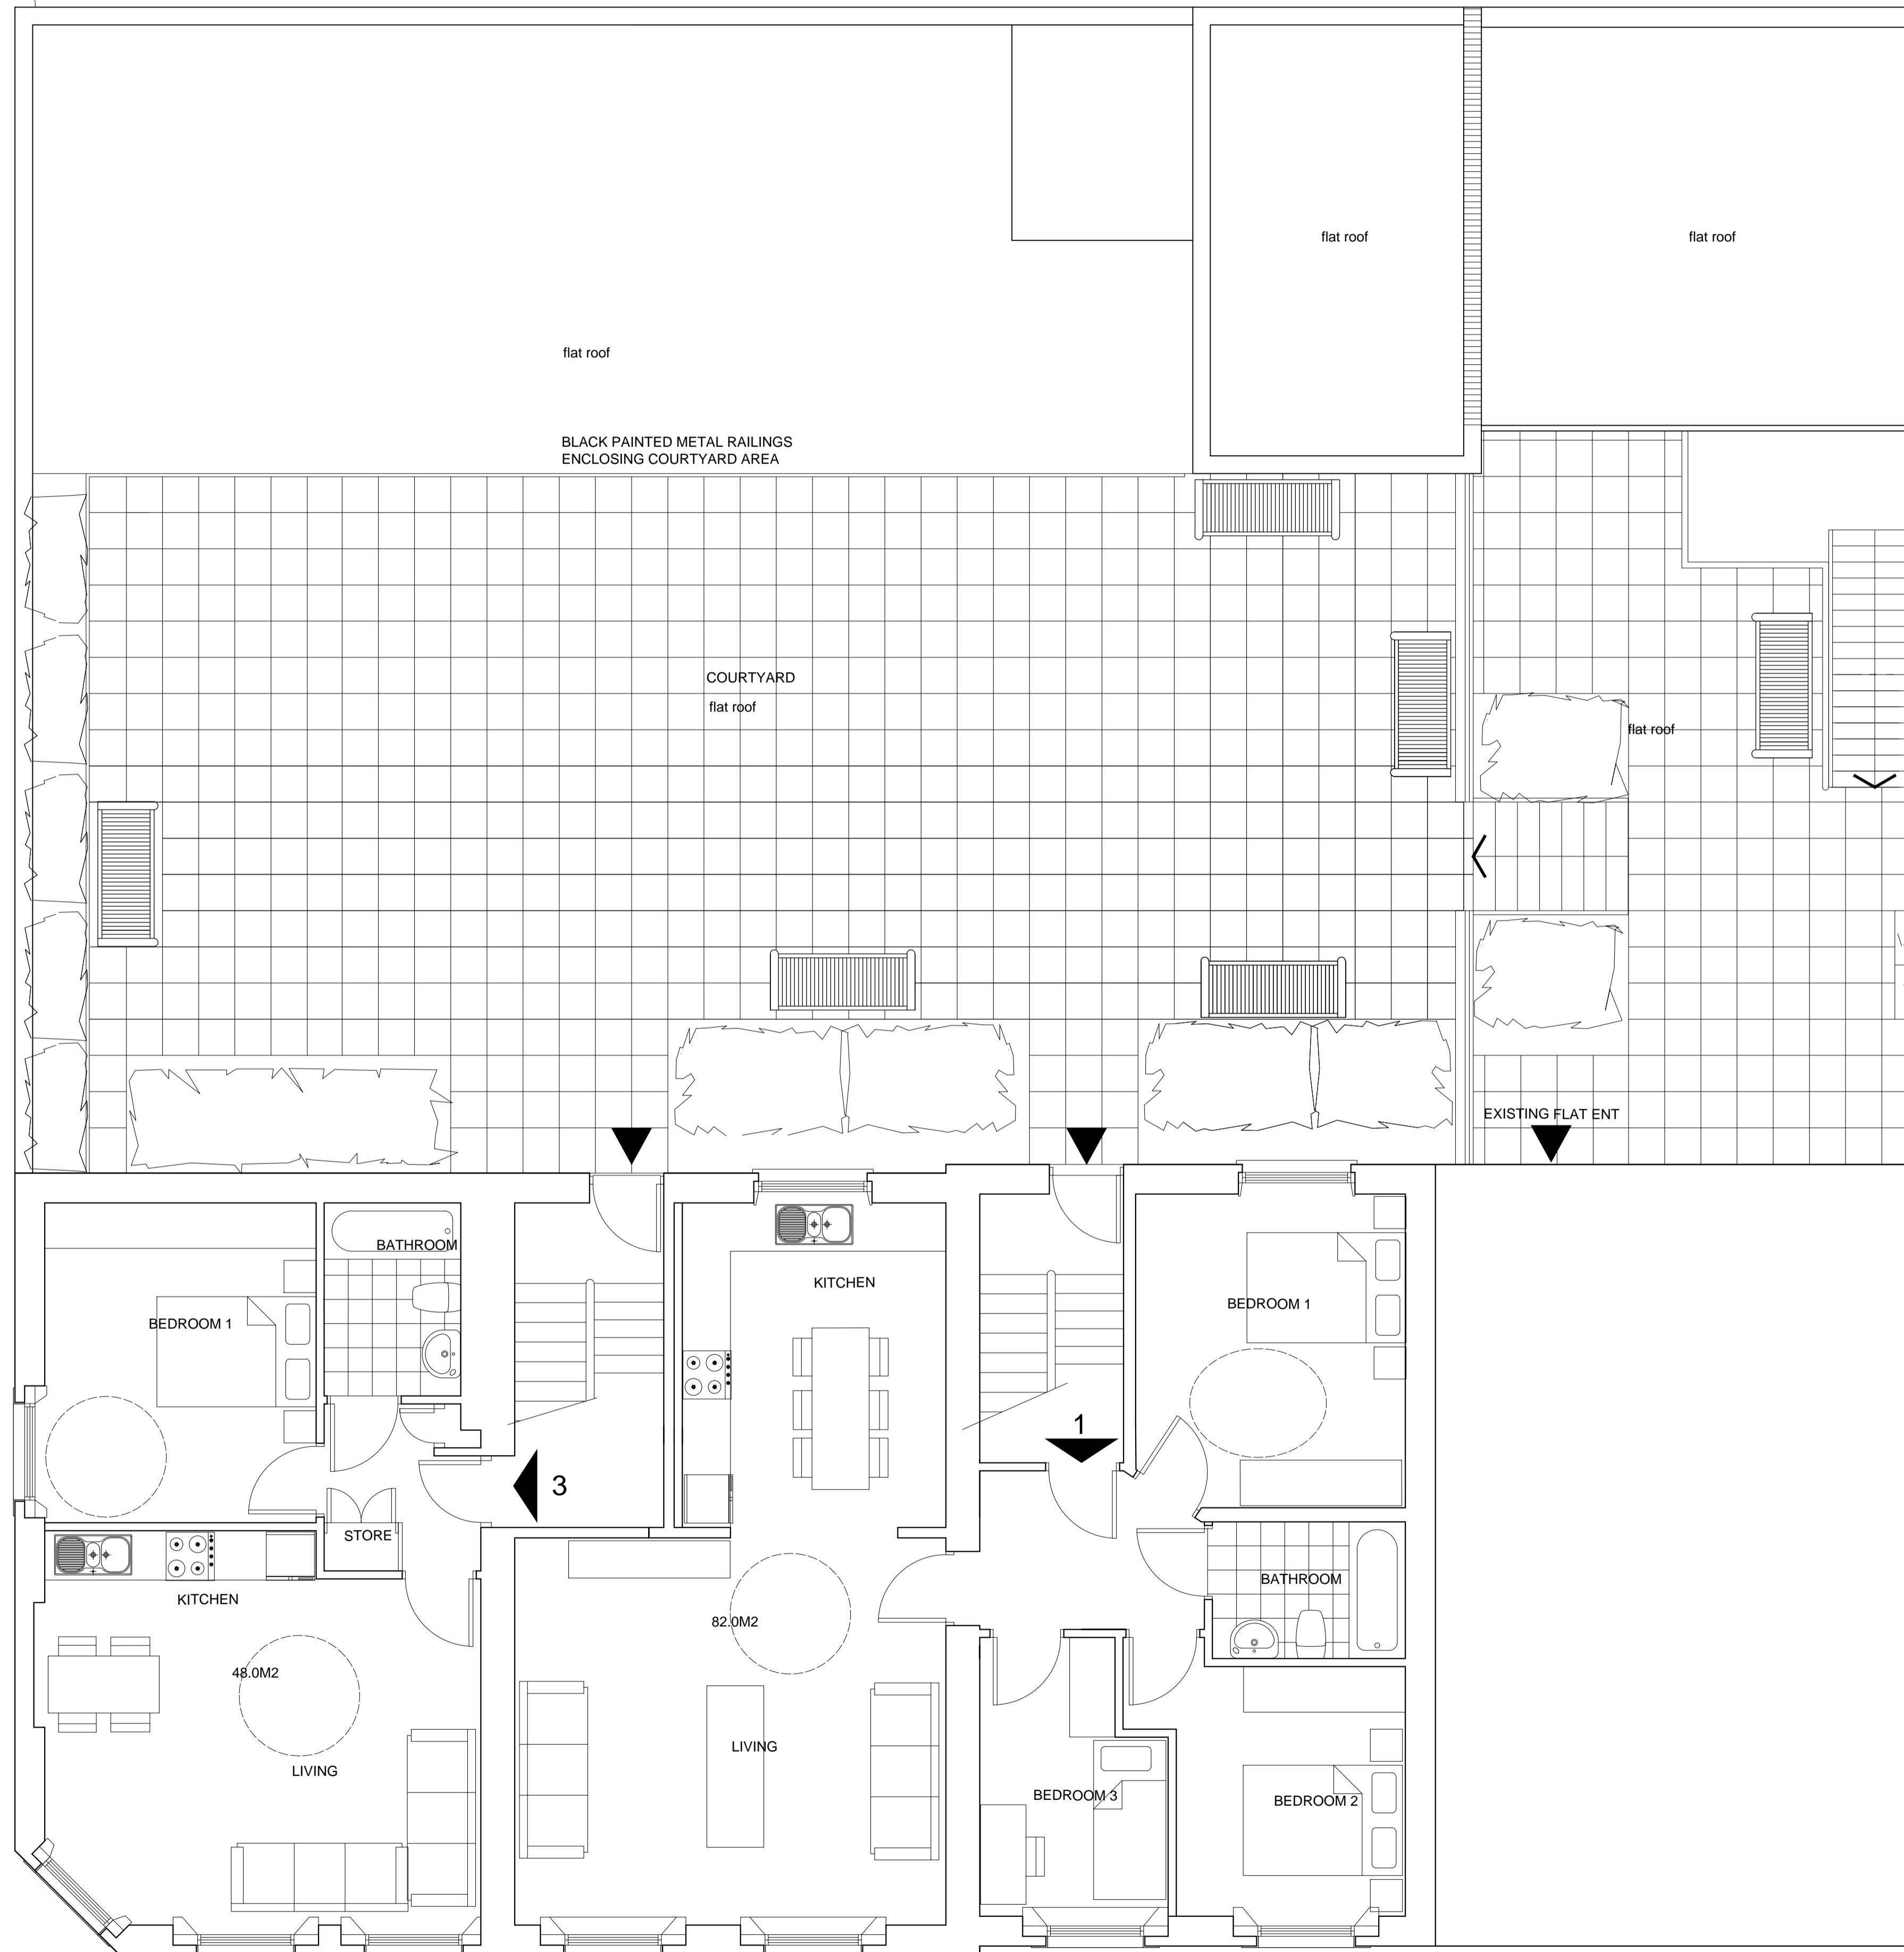 flat roof
flat roof
flat roof
BLACK PAINTED METAL RAILINGS
ENCLOSING COURTYARD AREA
COURTYARD
flat roof
flat roof
EXISTING FLAT ENT
BATHROOM
KITCHEN
BEDROOM 1
BEDROOM 1
1
3
STORE
BATHROOM
KITCHEN
82.0M2
48.0M2
LIVING
LIVING
BEDROOM 3
BEDROOM 2